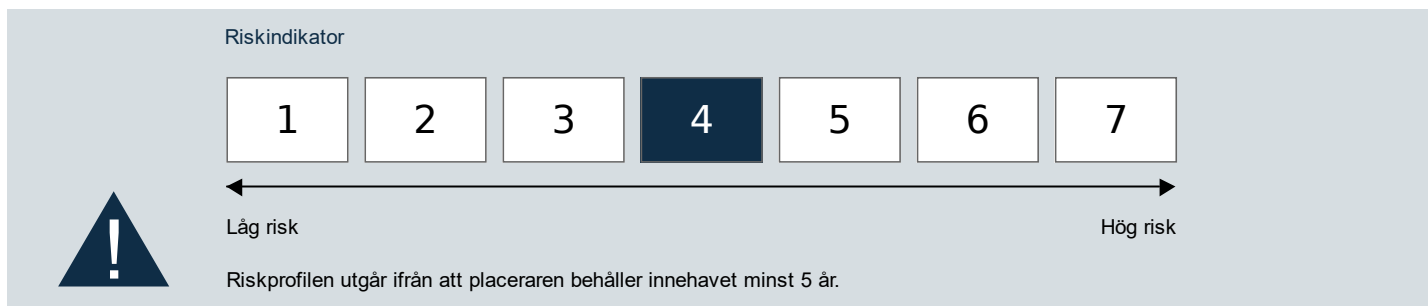 Riskindikator
1 2 3 4 5 6 7
Låg risk Hög risk
!
Riskprofilen utgår ifrån att placeraren behåller innehavet minst 5 år.